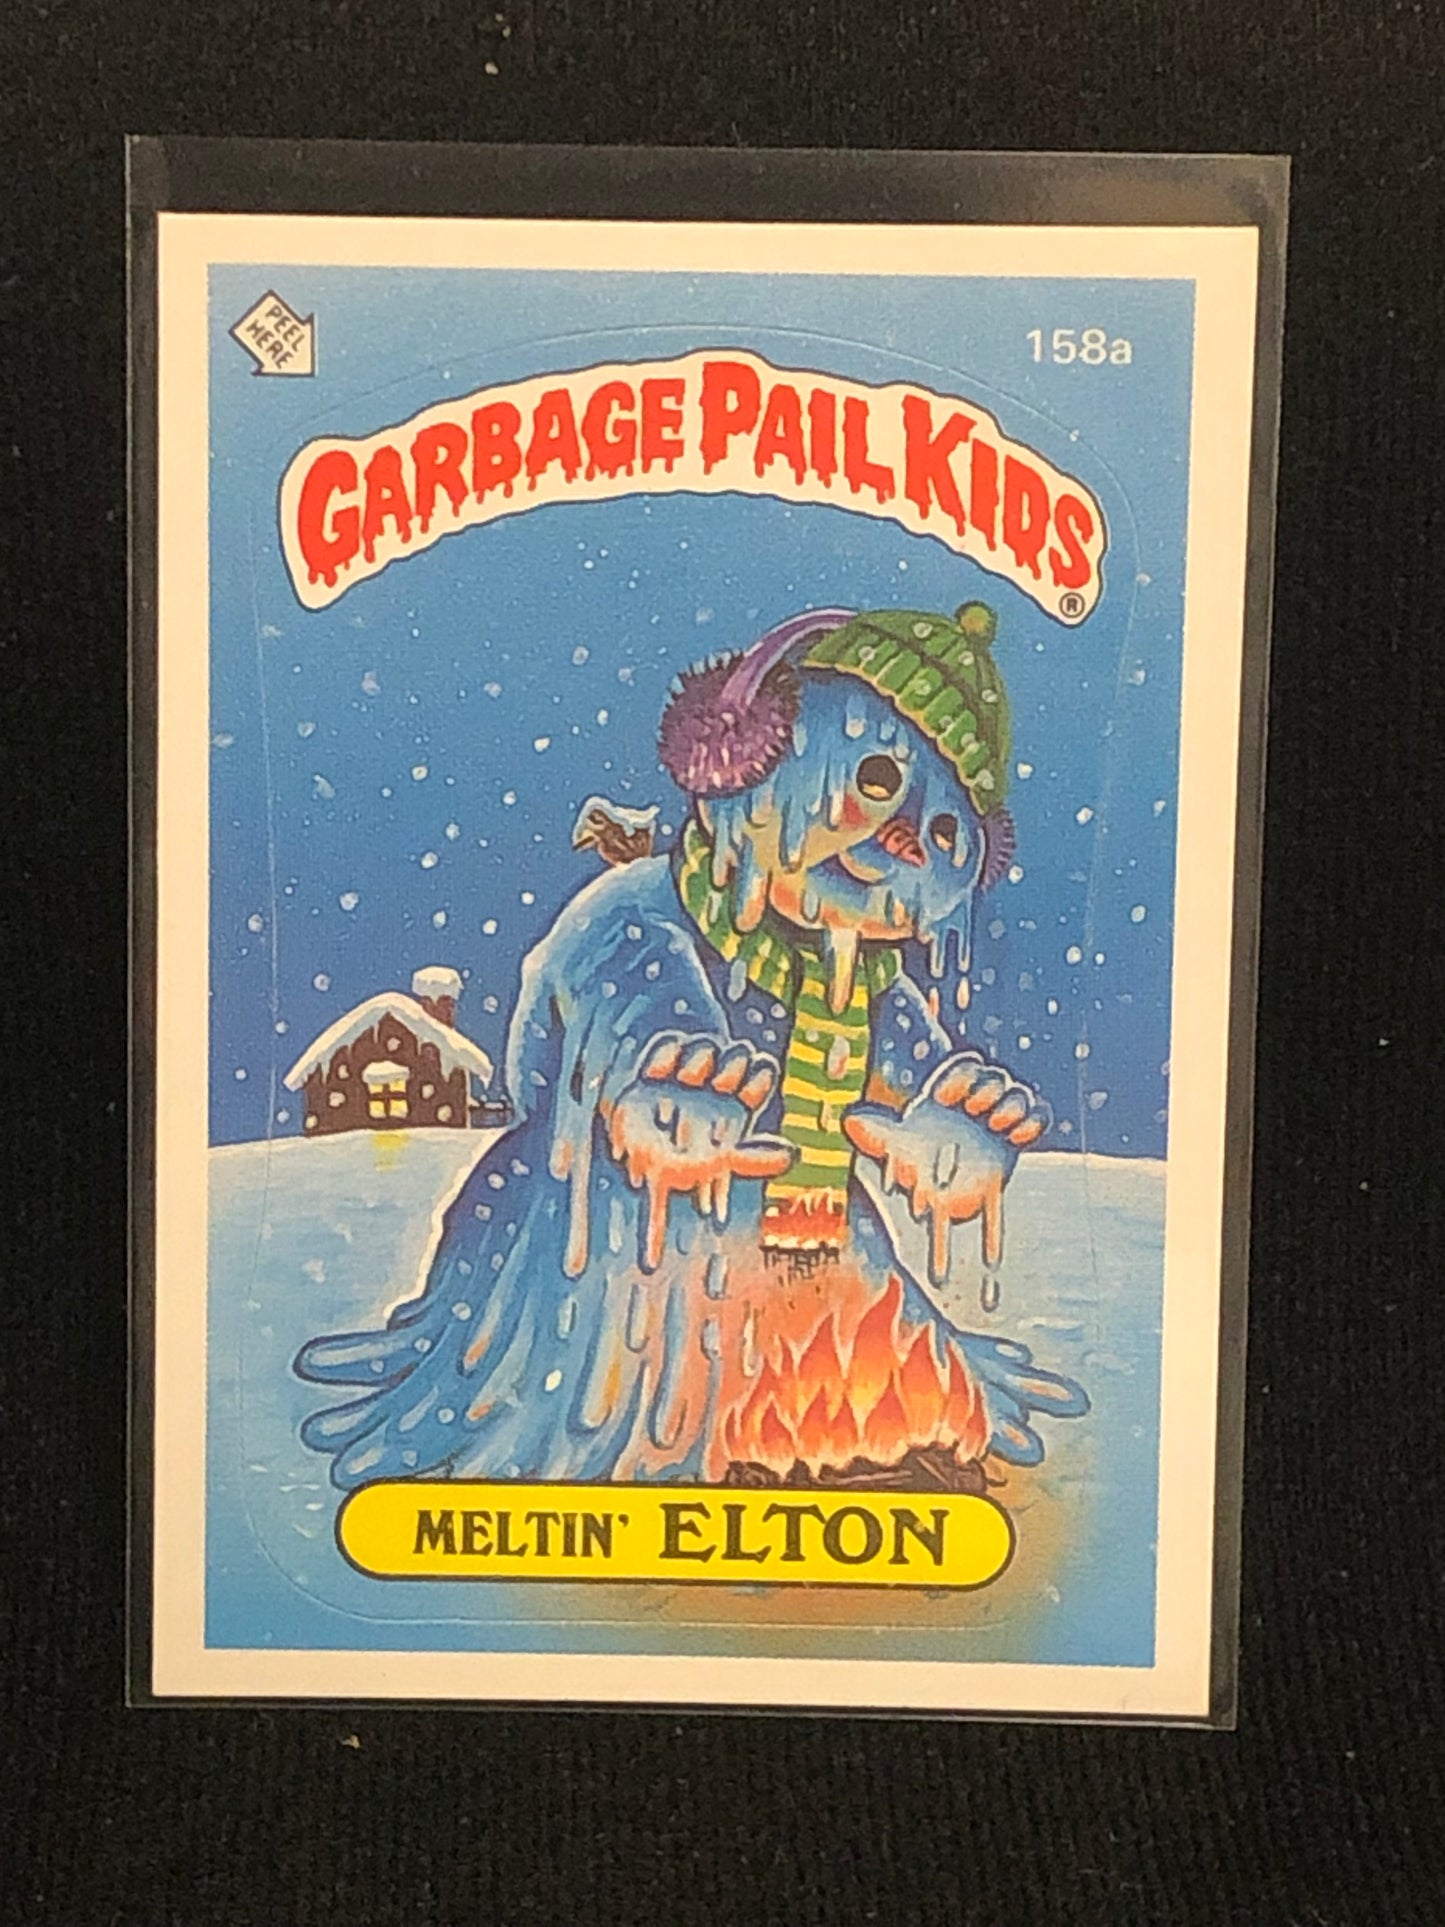 PEEL
HERE
158a
GARBAGE PAIL KIDS
®
MELTIN' ELTON